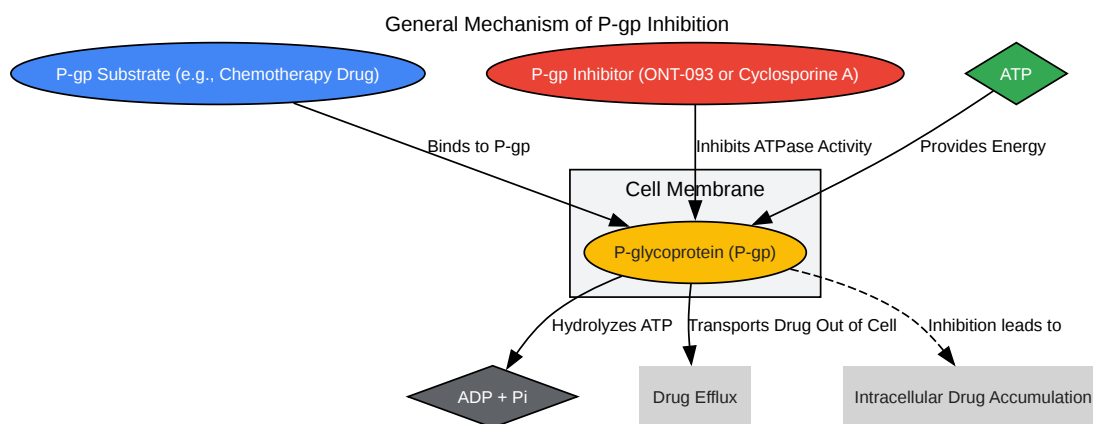 General Mechanism of P-gp Inhibition
P-gp Substrate (e.g., Chemotherapy Drug)
P-gp Inhibitor (ONT-093 or Cyclosporine A)
ATP
Binds to P-gp
Inhibits ATPase Activity
Provides Energy
Cell Membrane
P-glycoprotein (P-gp)
Hydrolyzes ATP
Transports Drug Out of Cell
Inhibition leads to
ADP + Pi
Drug Efflux
Intracellular Drug Accumulation